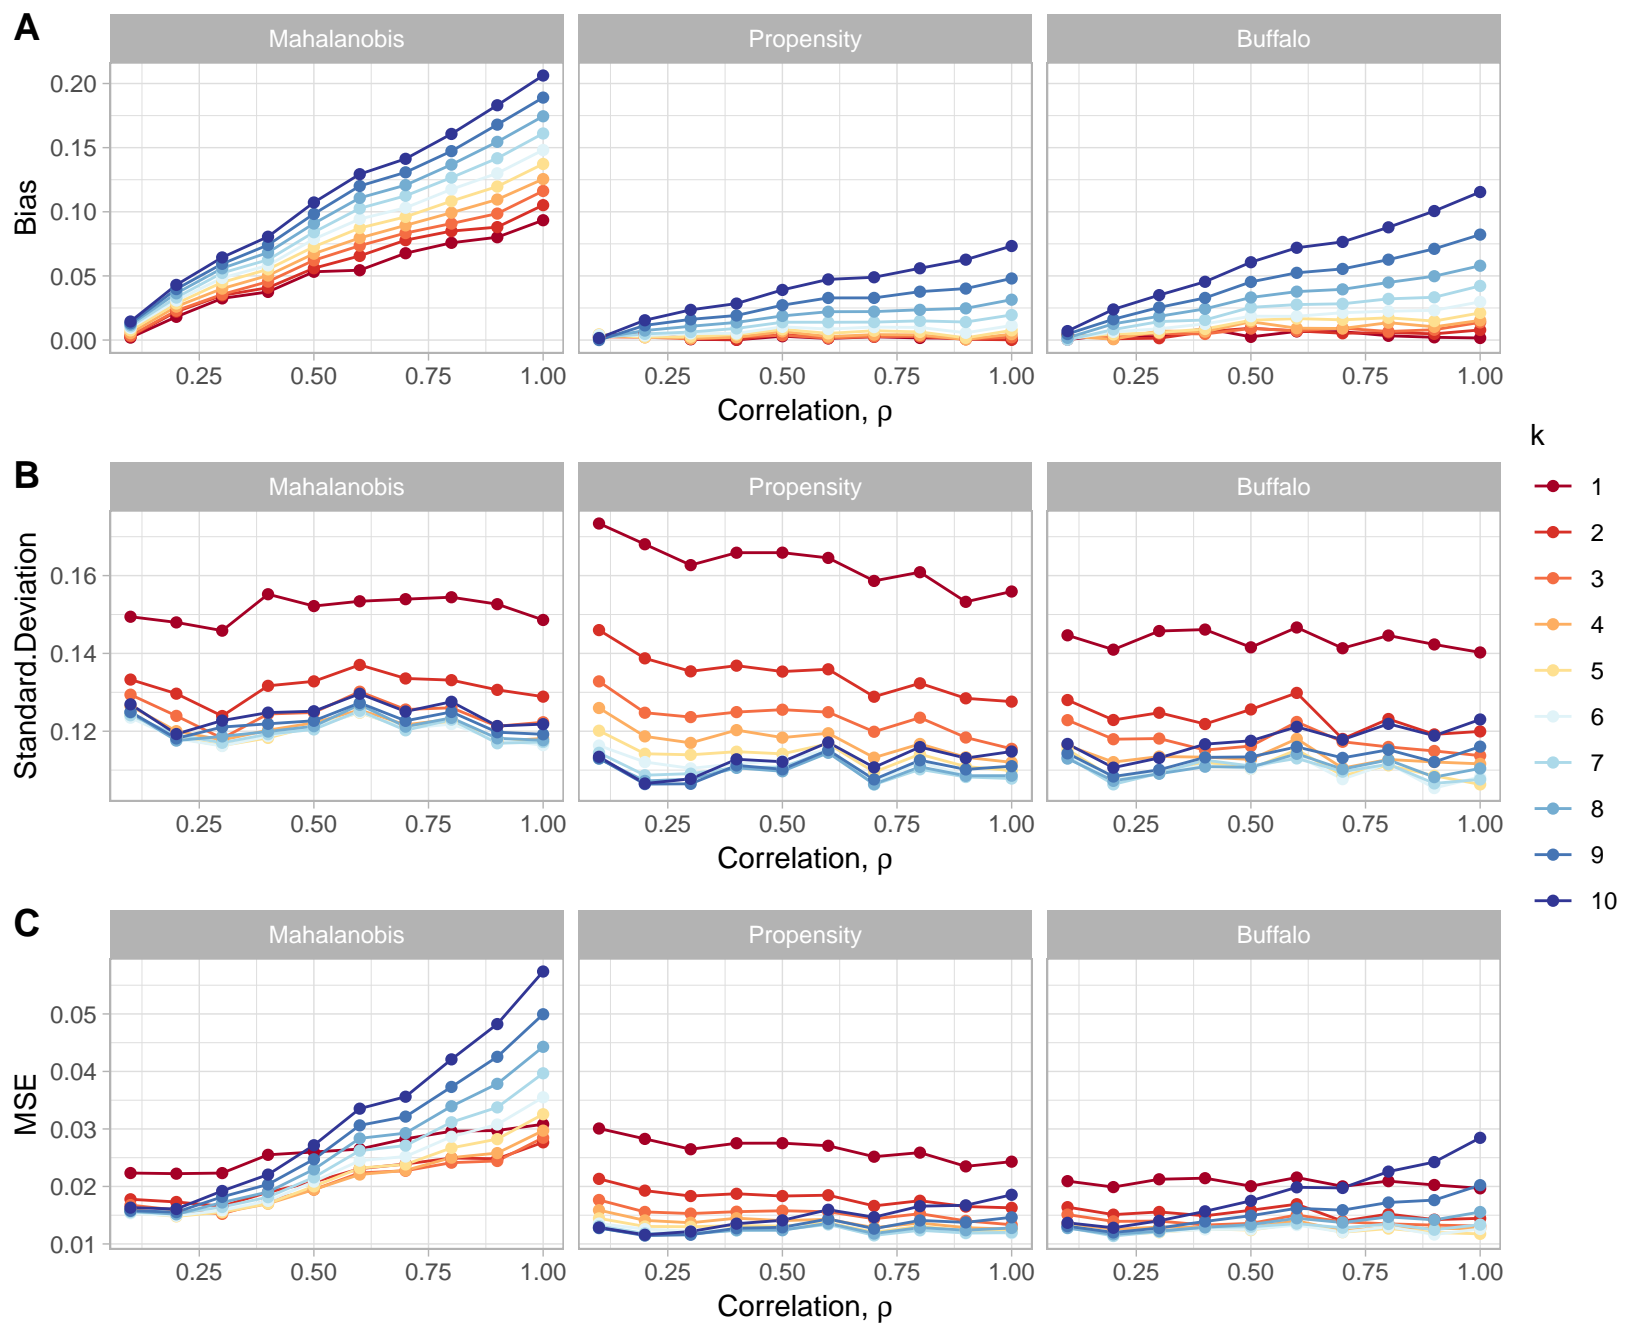 A
Mahalanobis
Propensity
Buffalo
Bias
0.20
0.15
0.10
0.05
0.00
0.25 0.50 0.75 1.00 0.25 0.50 0.75 1.00 0.25 0.50 0.75 1.00
Correlation, ρ
B
Mahalanobis
Propensity
Buffalo
Standard.Deviation
0.16
0.14
0.12
0.25 0.50 0.75 1.00 0.25 0.50 0.75 1.00 0.25 0.50 0.75 1.00
Correlation, ρ
C
Mahalanobis
Propensity
Buffalo
MSE
0.05
0.04
0.03
0.02
0.01
0.25 0.50 0.75 1.00 0.25 0.50 0.75 1.00 0.25 0.50 0.75 1.00
Correlation, ρ
k
1
2
3
4
5
6
7
8
9
10